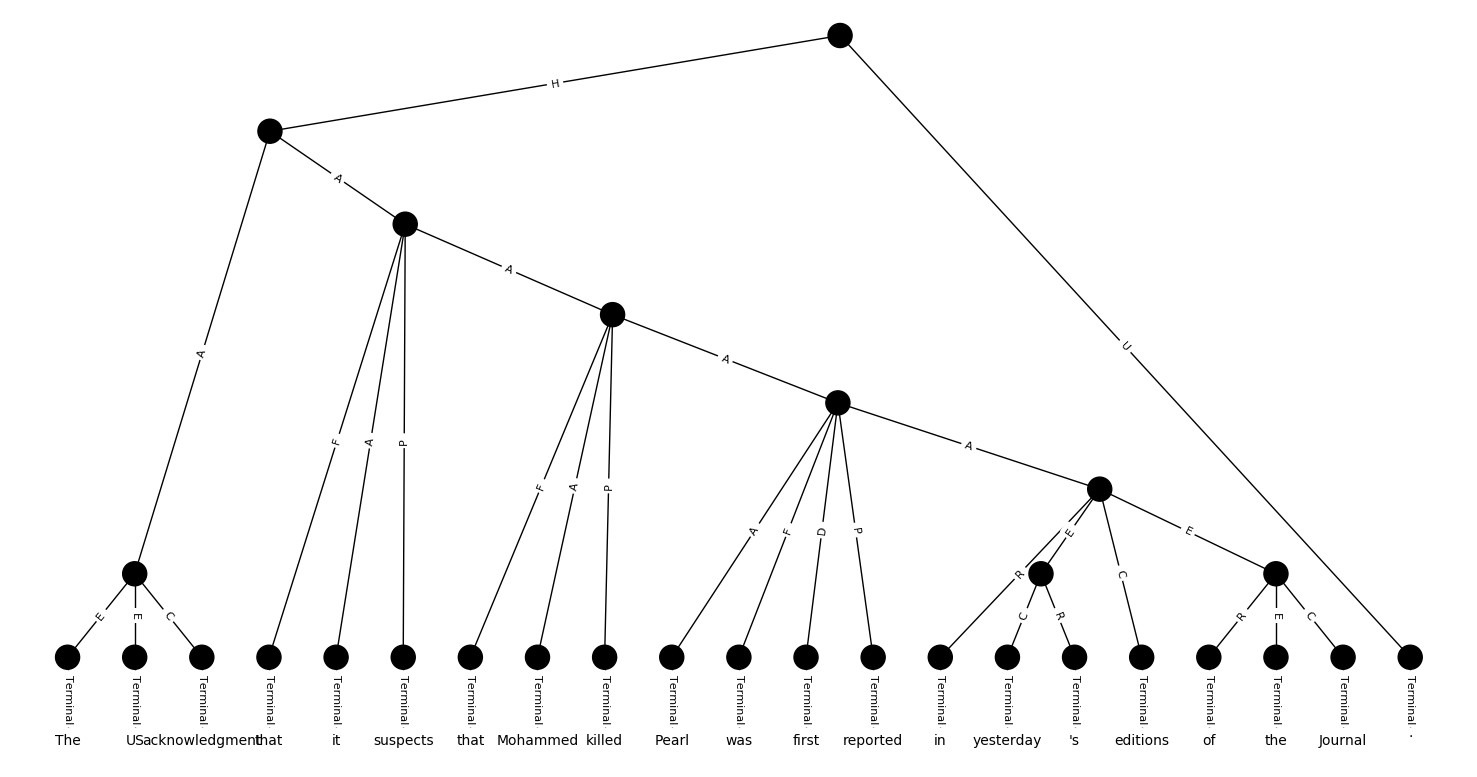 H
A
A
A
U
A
F
A
P
A
F
A
P
A
F
D
P
E
E
R
C
E
E
C
C
R
R
E
C
Terminal Terminal Terminal Terminal Terminal Terminal Terminal Terminal Terminal Terminal Terminal Terminal Terminal Terminal Terminal Terminal Terminal Terminal Terminal Terminal Terminal
The US acknowledgment that it suspects that Mohammed killed Pearl was first reported in yesterday 's editions of the Journal .